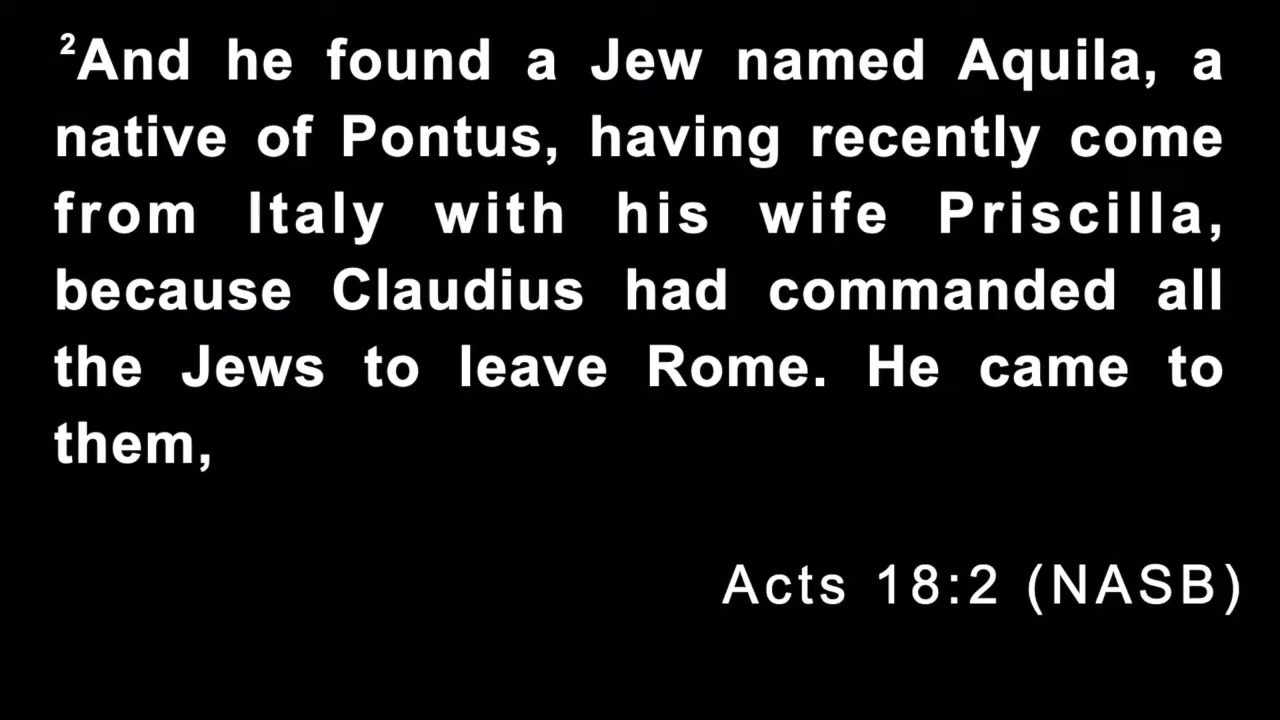 ²And he found a Jew named Aquila, a
native of Pontus, having recently come
from Italy with his wife Priscilla,
because Claudius had commanded all
the Jews to leave Rome. He came to
them,
Acts 18:2 (NASB)